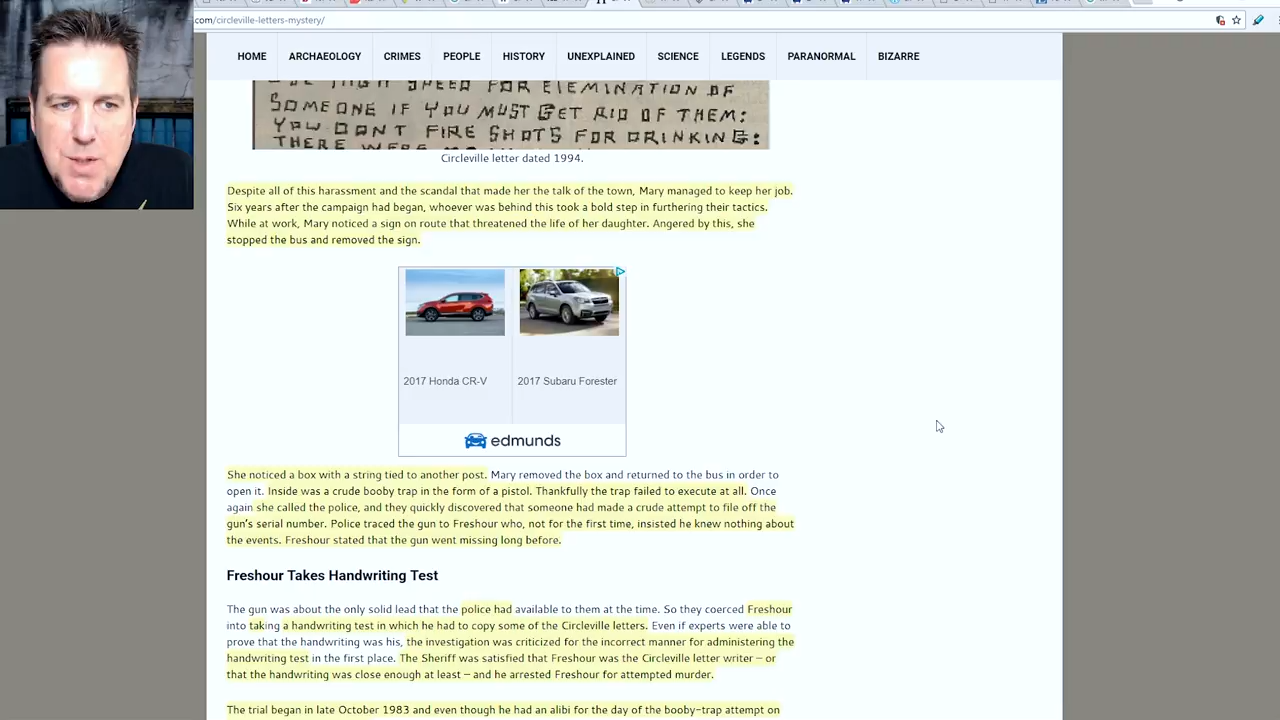 com/circleville-letters-mystery/
HOME ARCHAEOLOGY CRIMES PEOPLE HISTORY UNEXPLAINED SCIENCE LEGENDS PARANORMAL BIZARRE
HIGH SPEED FOR ELEMINATION OF
SOMEONE IF YOU MUST GET RID OF THEM:
YOU DONT FIRE SHOTS FOR DRINKING:
THERE WERE
Circleville letter dated 1994.
Despite all of this harassment and the scandal that made her the talk of the town, Mary managed to keep her job.
Six years after the campaign had began, whoever was behind this took a bold step in furthering their tactics.
While at work, Mary noticed a sign on route that threatened the life of her daughter. Angered by this, she
stopped the bus and removed the sign.
2017 Honda CR-V 2017 Subaru Forester
edmunds
She noticed a box with a string tied to another post. Mary removed the box and returned to the bus in order to
open it. Inside was a crude booby trap in the form of a pistol. Thankfully the trap failed to execute at all. Once
again she called the police, and they quickly discovered that someone had made a crude attempt to file off the
gun's serial number. Police traced the gun to Freshour who, not for the first time, insisted he knew nothing about
the events. Freshour stated that the gun went missing long before.
Freshour Takes Handwriting Test
The gun was about the only solid lead that the police had available to them at the time. So they coerced Freshour
into taking a handwriting test in which he had to copy some of the Circleville letters. Even if experts were able to
prove that the handwriting was his, the investigation was criticized for the incorrect manner for administering the
handwriting test in the first place. The Sheriff was satisfied that Freshour was the Circleville letter writer – or
that the handwriting was close enough at least – and he arrested Freshour for attempted murder.
The trial began in late October 1983 and even though he had an alibi for the day of the booby-trap attempt on